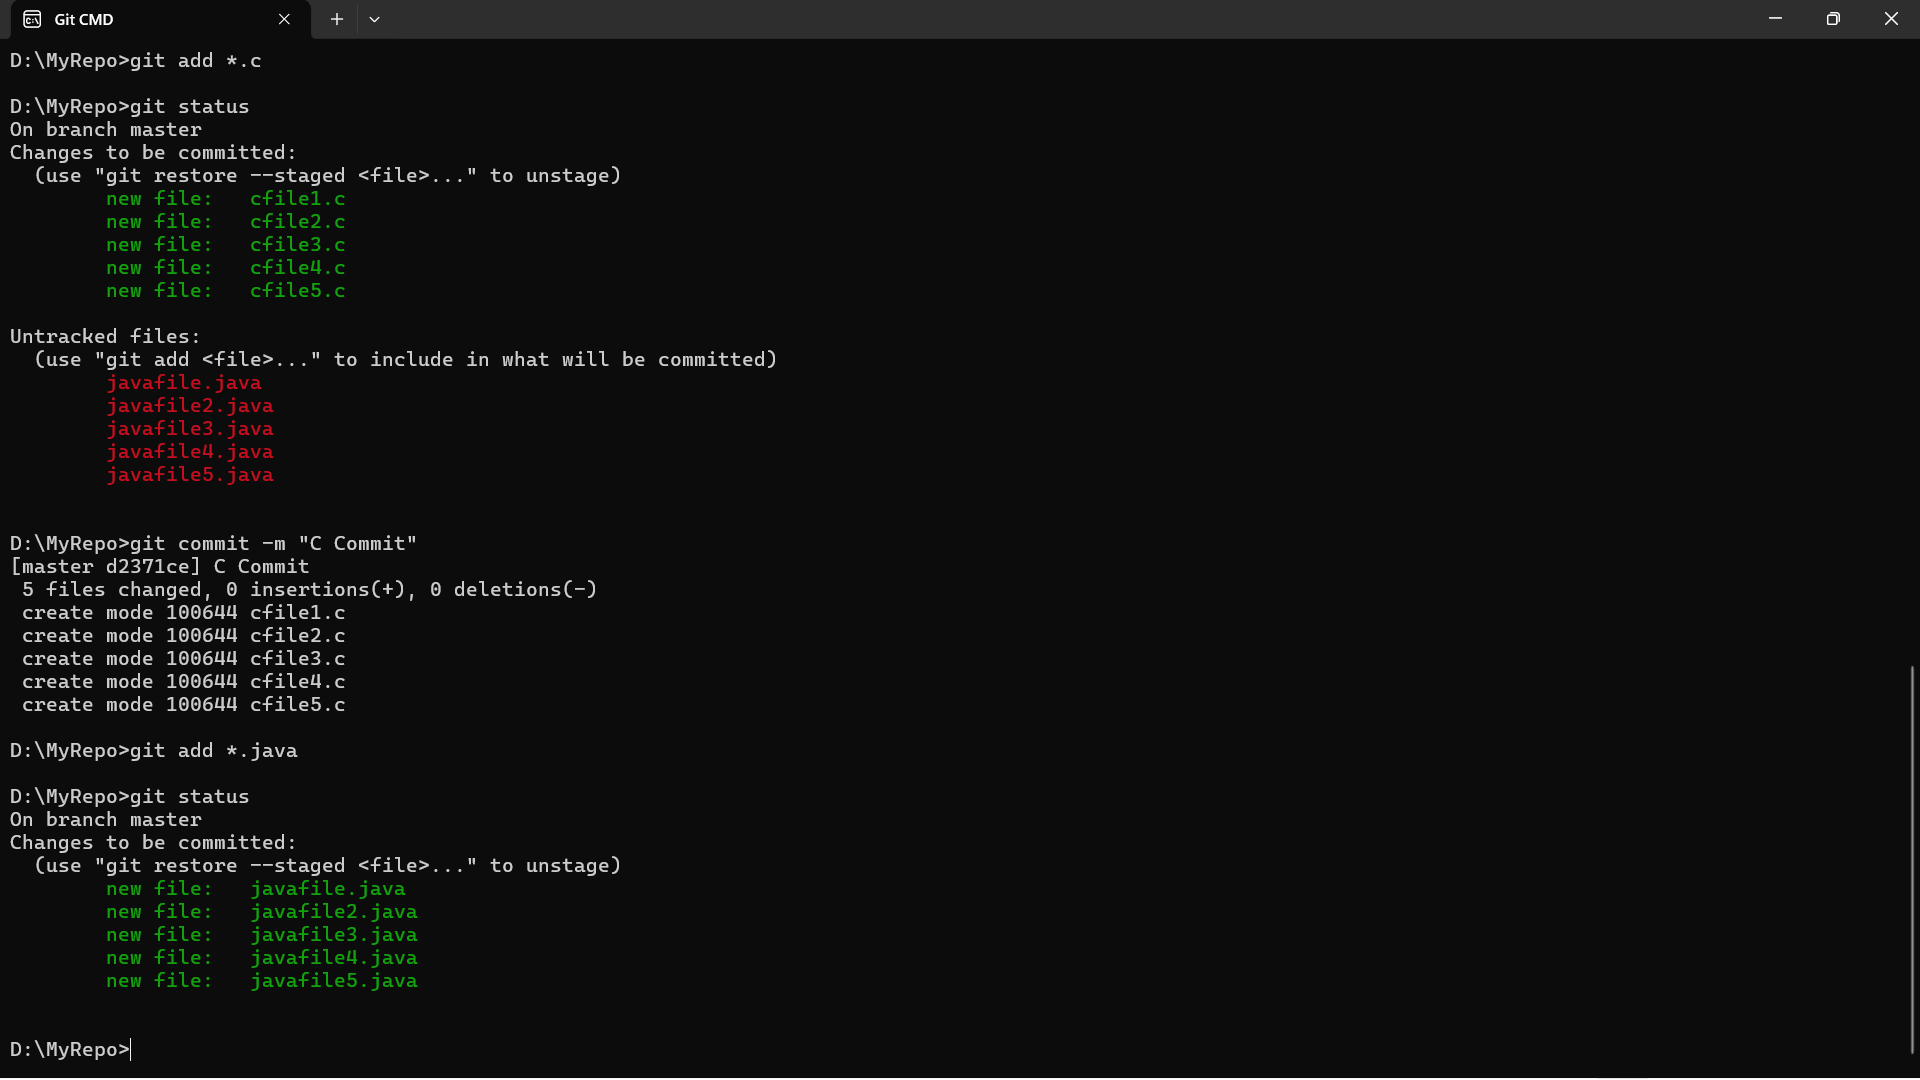 Git CMD
D:\MyRepo>git add *.c
D:\MyRepo>git status
On branch master
Changes to be committed:
  (use "git restore --staged <file>..." to unstage)
        new file:   cfile1.c
        new file:   cfile2.c
        new file:   cfile3.c
        new file:   cfile4.c
        new file:   cfile5.c
Untracked files:
  (use "git add <file>..." to include in what will be committed)
        javafile.java
        javafile2.java
        javafile3.java
        javafile4.java
        javafile5.java
D:\MyRepo>git commit -m "C Commit"
[master d2371ce] C Commit
 5 files changed, 0 insertions(+), 0 deletions(-)
 create mode 100644 cfile1.c
 create mode 100644 cfile2.c
 create mode 100644 cfile3.c
 create mode 100644 cfile4.c
 create mode 100644 cfile5.c
D:\MyRepo>git add *.java
D:\MyRepo>git status
On branch master
Changes to be committed:
  (use "git restore --staged <file>..." to unstage)
        new file:   javafile.java
        new file:   javafile2.java
        new file:   javafile3.java
        new file:   javafile4.java
        new file:   javafile5.java
D:\MyRepo>